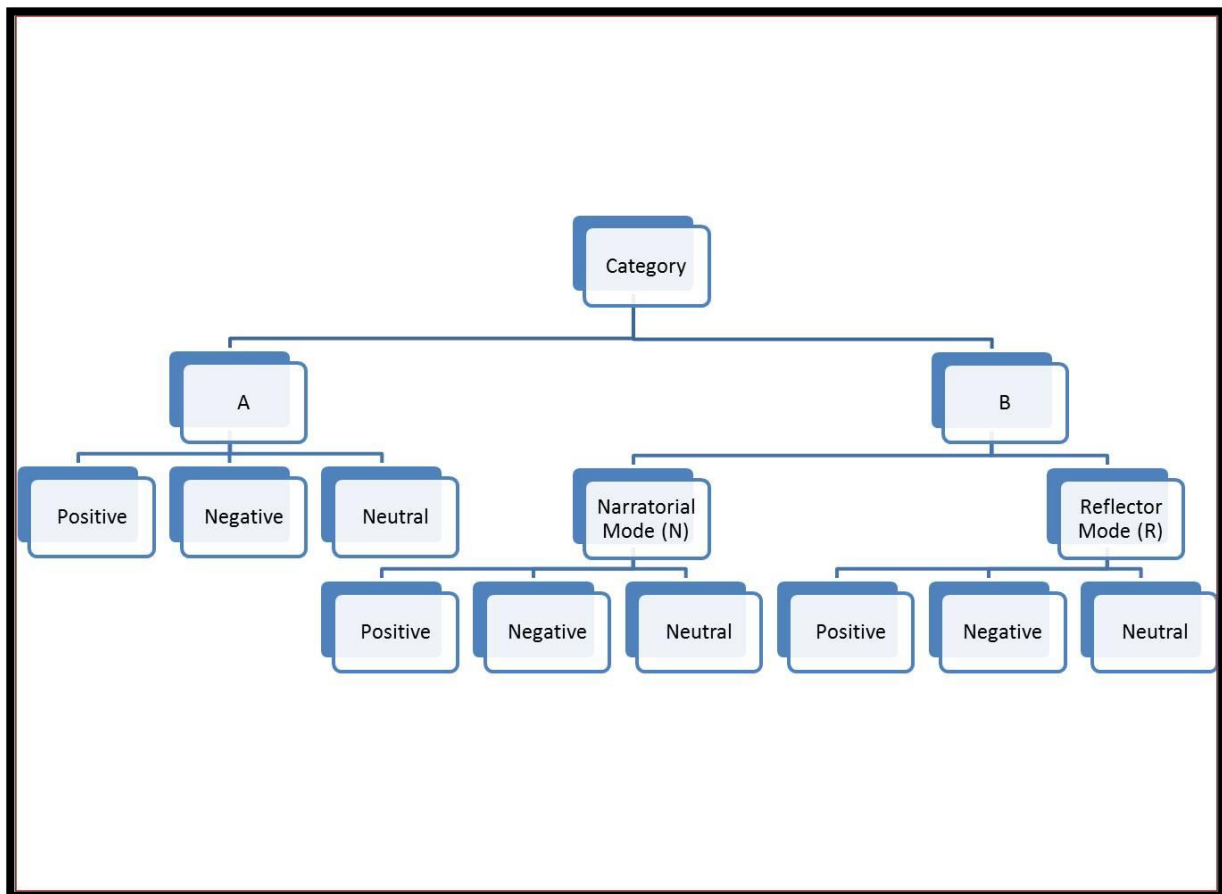 Category
A
B
Positive
Negative
Neutral
Narratorial
Mode (N)
Reflector
Mode (R)
Positive
Negative
Neutral
Positive
Negative
Neutral